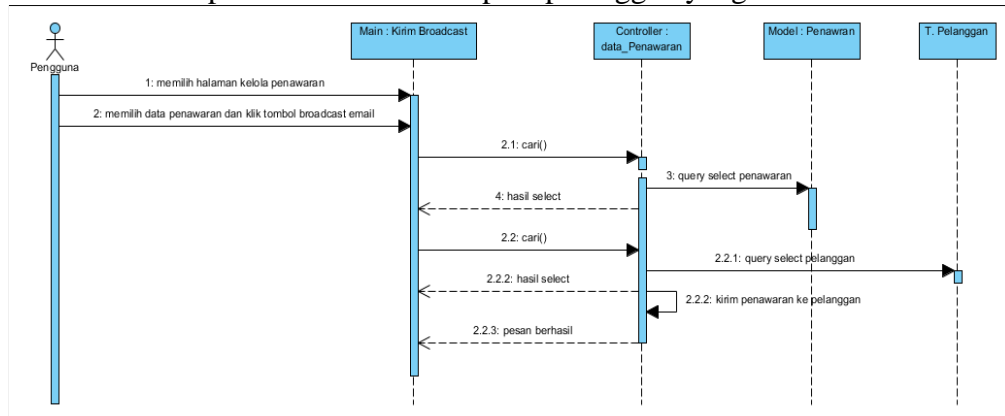 Main : Kirim Broadcast
Controller :
data_Penawaran
Model : Penawran
T. Pelanggan
Pengguna
1: memilih halaman kelola penawaran
2: memilih data penawaran dan klik tombol broadcast email
2.1: cari()
3: query select penawaran
4: hasil select
2.2: cari()
2.2.1: query select pelanggan
2.2.2: hasil select
2.2.2: kirim penawaran ke pelanggan
2.2.3: pesan berhasil